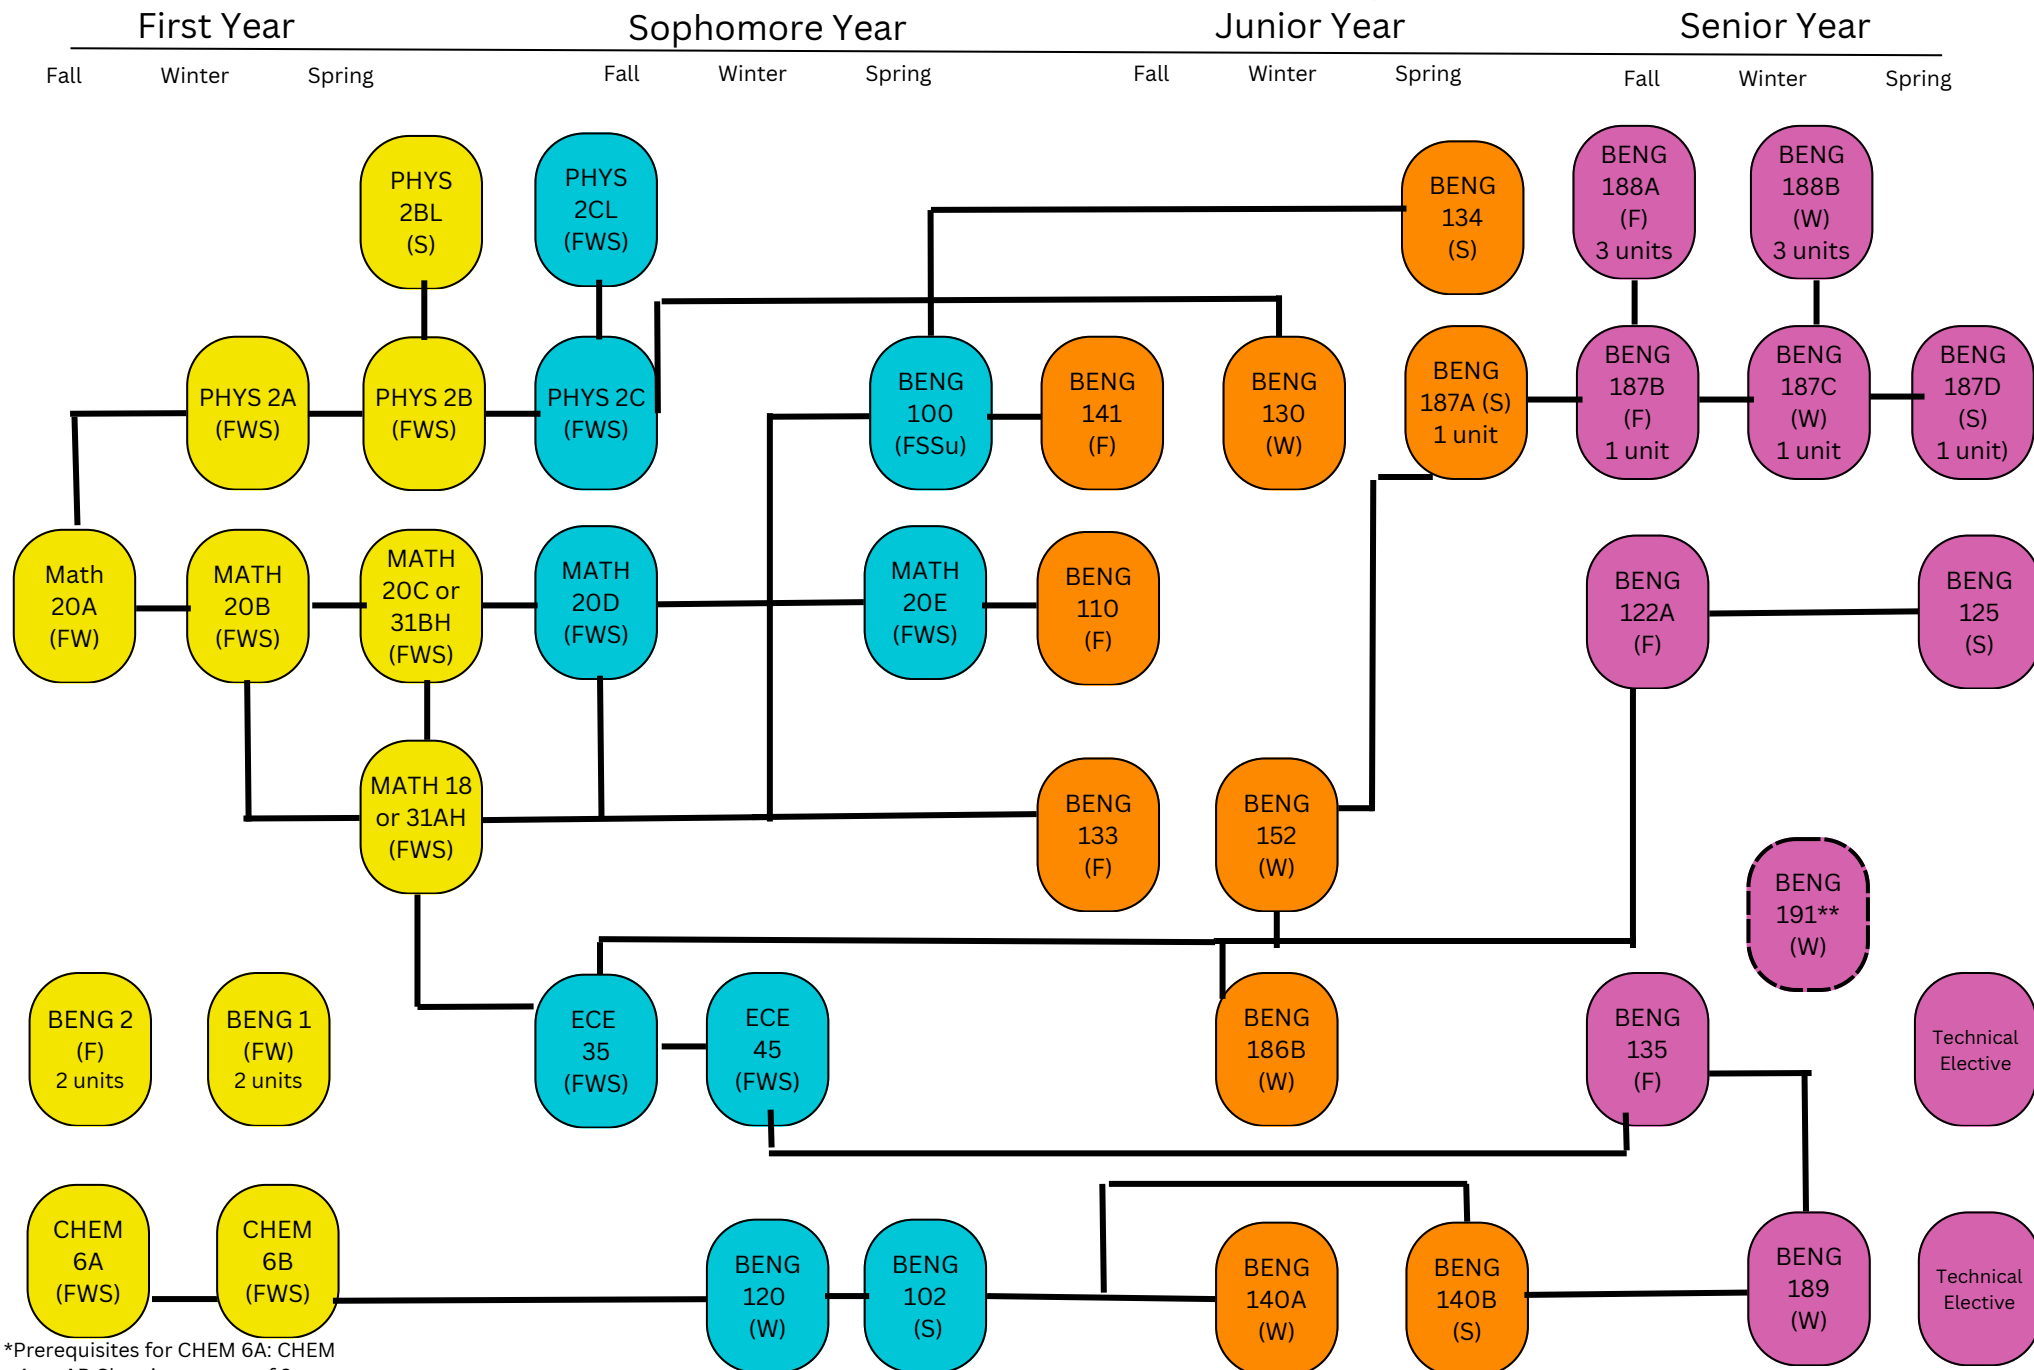 First Year
Sophomore Year
Junior Year
Senior Year
Fall
Winter
Spring
Fall
Winter
Spring
Fall
Winter
Spring
Fall
Winter
Spring
PHYS
2BL
(S)
PHYS
2CL
(FWS)
BENG
134
(S)
BENG
188A
(F)
3 units
BENG
188B
(W)
3 units
PHYS 2A
(FWS)
PHYS 2B
(FWS)
PHYS 2C
(FWS)
BENG
100
(FSSu)
BENG
141
(F)
BENG
130
(W)
BENG
187A (S)
1 unit
BENG
187B
(F)
1 unit
BENG
187C
(W)
1 unit
BENG
187D
(S)
1 unit)
Math
20A
(FW)
MATH
20B
(FWS)
MATH
20C or
31BH
(FWS)
MATH
20D
(FWS)
MATH
20E
(FWS)
BENG
110
(F)
BENG
122A
(F)
BENG
125
(S)
MATH 18
or 31AH
(FWS)
BENG
133
(F)
BENG
152
(W)
BENG
191**
(W)
BENG 2
(F)
2 units
BENG 1
(FW)
2 units
ECE
35
(FWS)
ECE
45
(FWS)
BENG
186B
(W)
BENG
135
(F)
Technical
Elective
CHEM
6A
(FWS)
CHEM
6B
(FWS)
BENG
120
(W)
BENG
102
(S)
BENG
140A
(W)
BENG
140B
(S)
BENG
189
(W)
Technical
Elective
*Prerequisites for CHEM 6A: CHEM